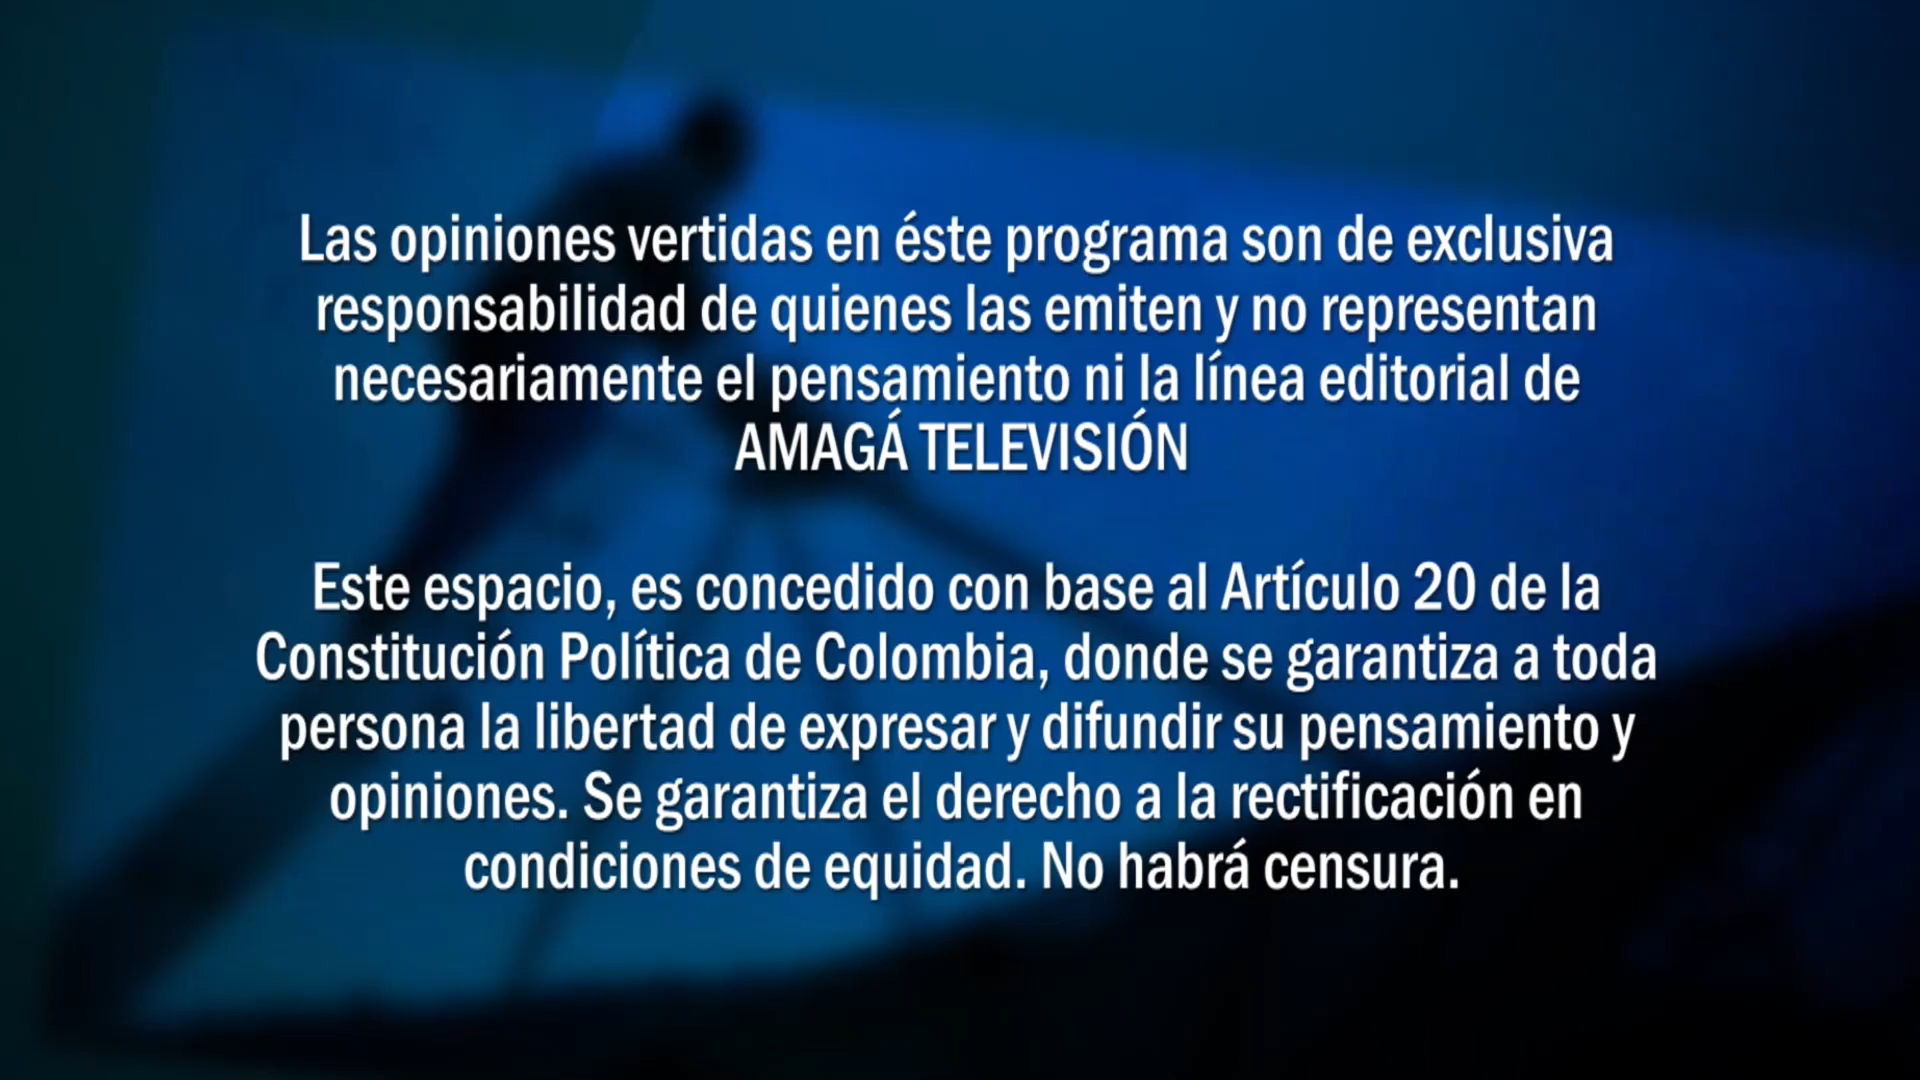 Las opiniones vertidas en éste programa son de exclusiva
responsabilidad de quienes las emiten y no representan
necesariamente el pensamiento ni la línea editorial de
AMAGÁ TELEVISIÓN
Este espacio, es concedido con base al Artículo 20 de la
Constitución Política de Colombia, donde se garantiza a toda
persona la libertad de expresar y difundir su pensamiento y
opiniones. Se garantiza el derecho a la rectificación en
condiciones de equidad. No habrá censura.